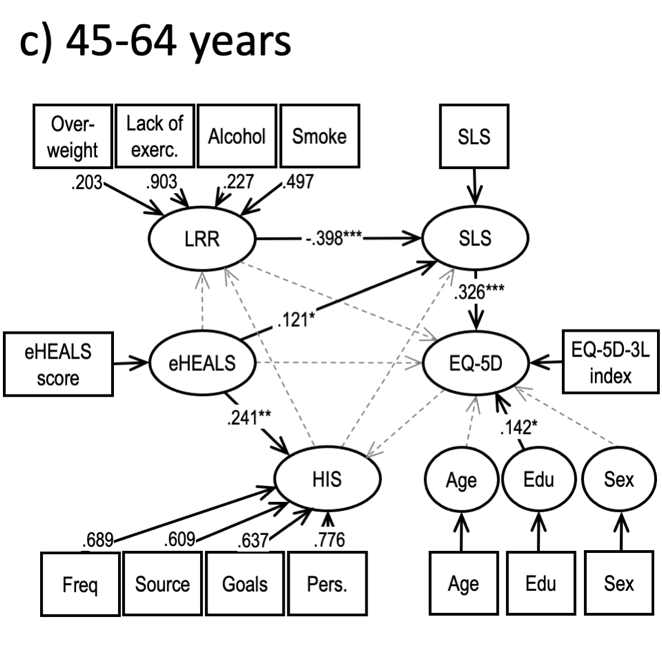 c) 45-64 years
Over-
weight
Lack of
exerc.
Alcohol
Smoke
SLS
.203
.903
.227
.497
LRR
-.398***
SLS
.326***
.121*
eHEALS
score
eHEALS
EQ-5D
EQ-5D-3L
index
.241**
.142*
HIS
Age
Edu
Sex
.689
.609
.637
.776
Freq
Source
Goals
Pers.
Age
Edu
Sex